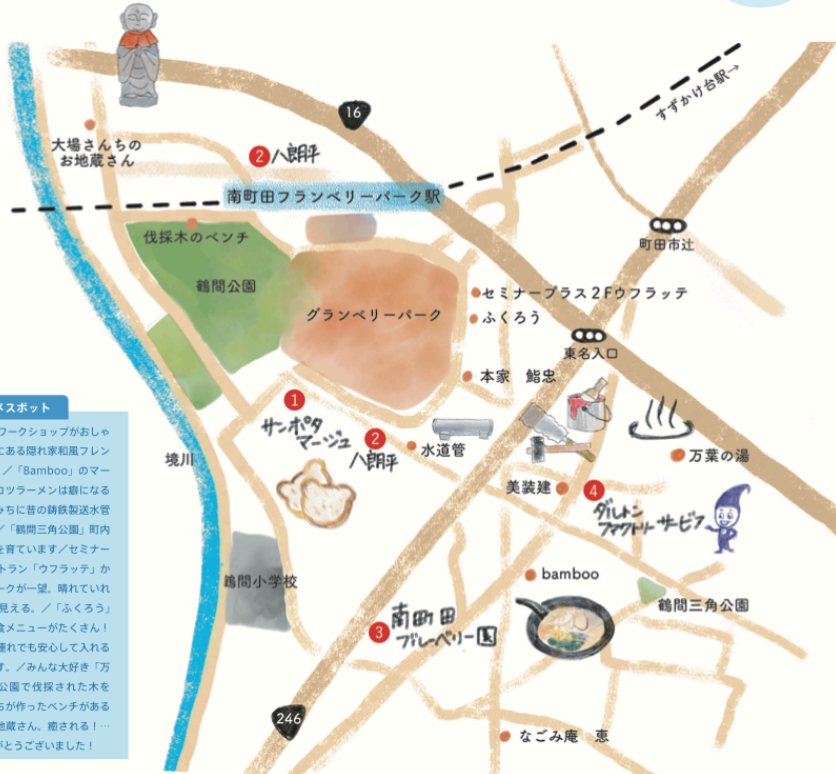 すずかけ台駅→
16
大場さんちの
お地蔵さん
2 八朗平
南町田フランベリーパーク駅
町田市辻
伐採木のベンチ
鶴間公園
グランベリーパーク
セミナープラス2Fウフラッテ
ふくろう
東名入口
本家 鮨忠
1
サンポタ
マージュ
2
八朗平
水道管
万葉の湯
境川
美装建
4
ダルトン
ファクトリーサービア
bamboo
鶴間小学校
鶴間三角公園
3 南町田
ブルーベリー園
246
なごみ庵 恵
スポット
ワークショップがおしゃ
にある隠れ家和風フレン
/「Bamboo」のマー
コツラーメンは癖になる
みちに昔の鋳鉄製送水管
/「鶴間三角公園」町内
を育ています/セミナー
トラン「ウフラッテ」か
ークが一望。晴れていれ
見える。/「ふくろう」
食メニューがたくさん!
連れでも安心して入れる
す。/みんな大好き「万
公園で伐採された木を
ちが作ったベンチがある
地蔵さん。癒される!…
がとうございました!